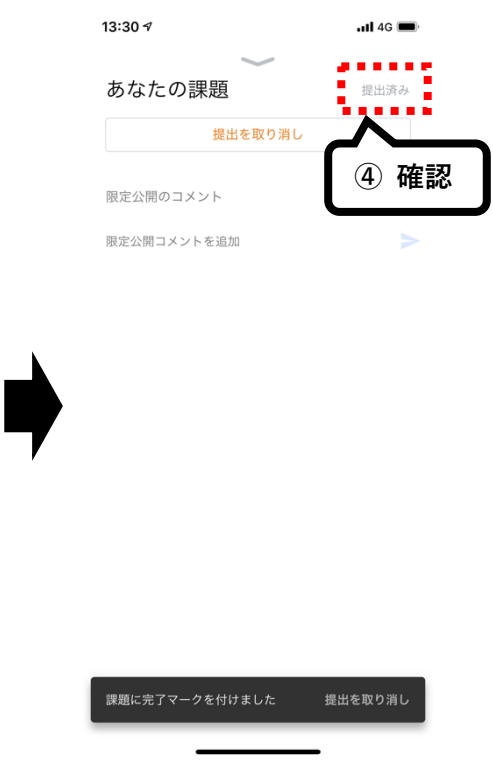 13:30
4G
あなたの課題
提出済み
提出を取り消し
④ 確認
限定公開のコメント
限定公開コメントを追加
課題に完了マークを付けました
提出を取り消し